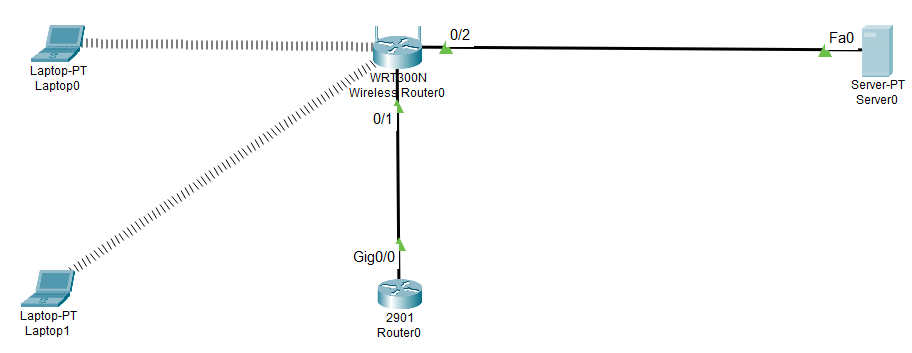 0/2
Fa0
Laptop-PT
Laptop0
WRT300N
Wireless Router0
Server-PT
Server0
0/1
Gig0/0
Laptop-PT
Laptop1
2901
Router0